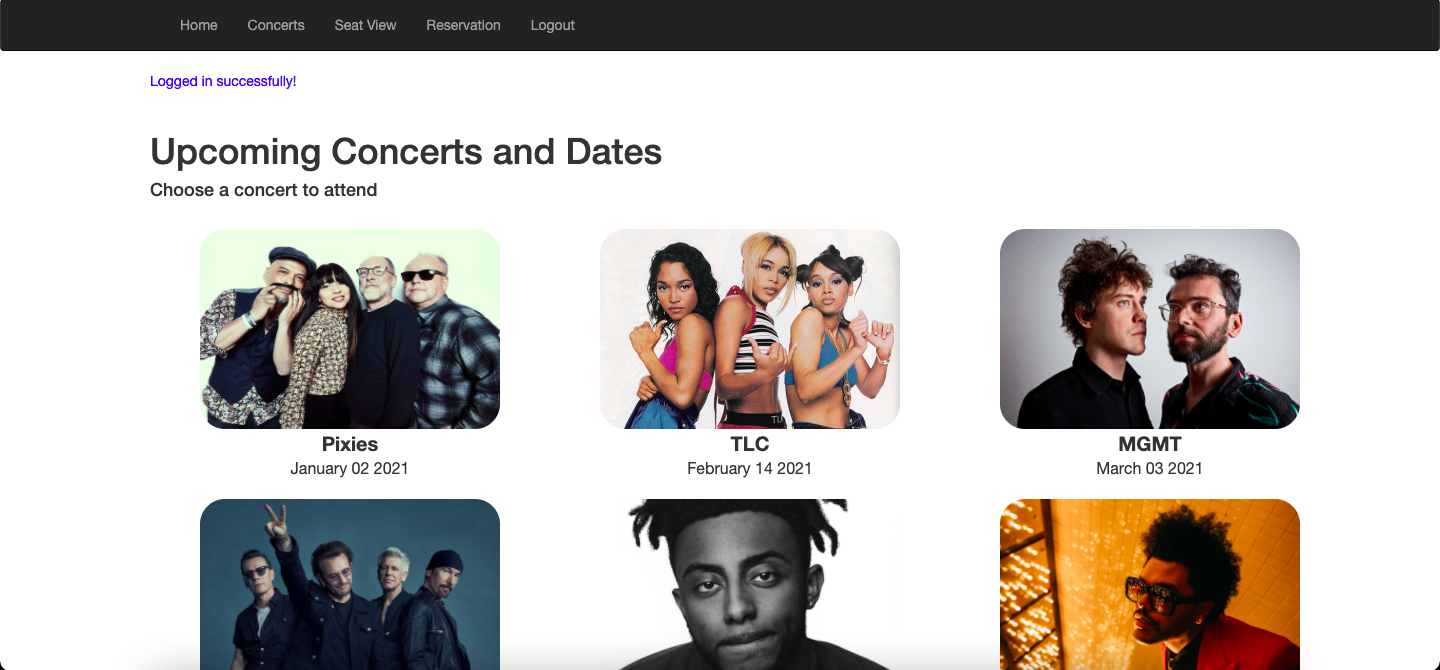 Home Concerts Seat View Reservation Logout
Logged in successfully!
Upcoming Concerts and Dates
Choose a concert to attend
Pixies TLC MGMT
January 02 2021 February 14 2021 March 03 2021